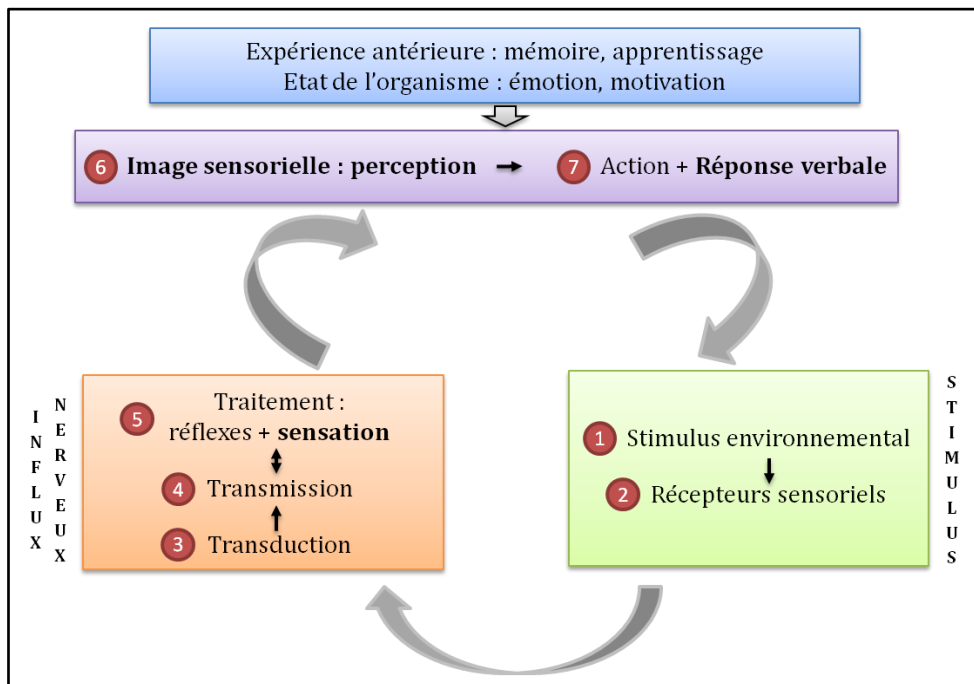 Expérience antérieure : mémoire, apprentissage
Etat de l'organisme : émotion, motivation
6 Image sensorielle : perception
7 Action + Réponse verbale
5 Traitement :
réflexes + sensation
4 Transmission
3 Transduction
INFLUX
NERVEUX
1 Stimulus environnemental
2 Récepteurs sensoriels
STIMULUS